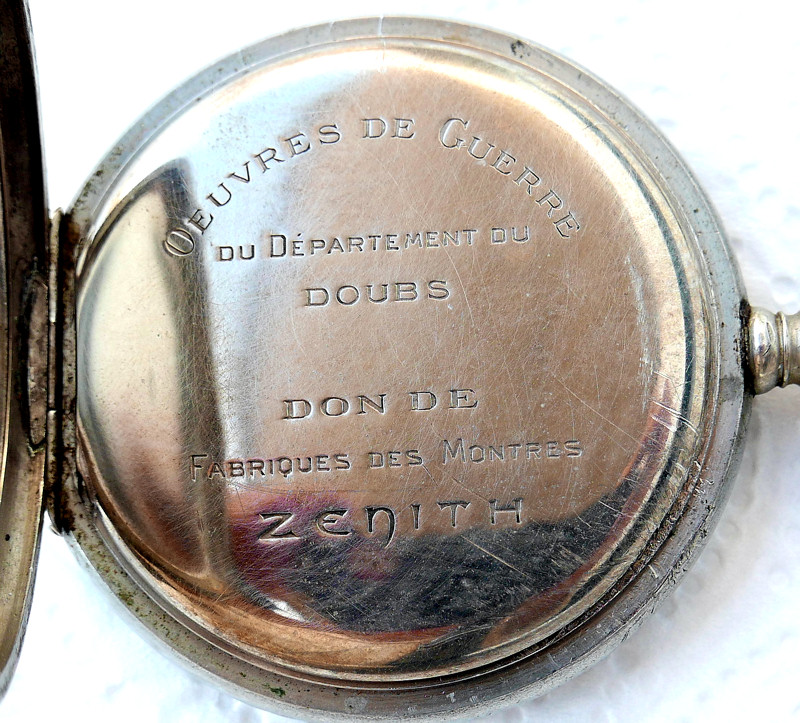 OEUVRES DE GUERRE
DU DÉPARTEMENT DU
DOUBS
DON DE
FABRIQUES DES MONTRES
ZENITH